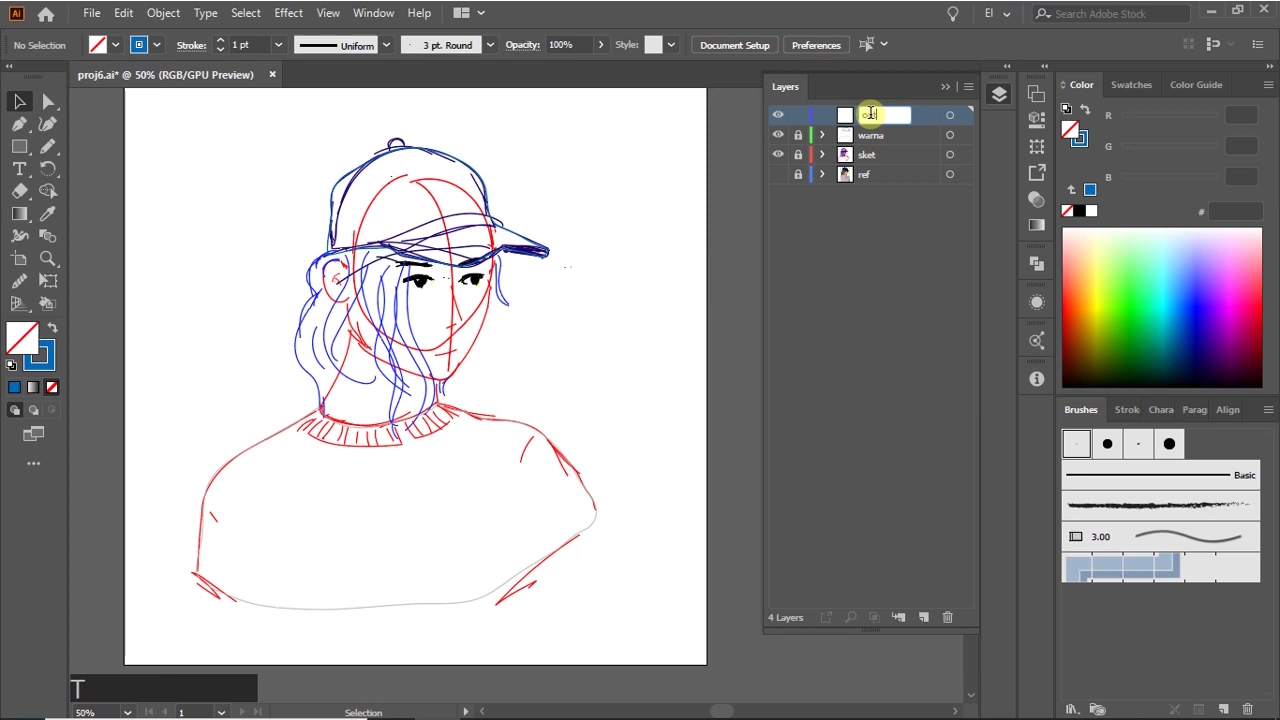 Ai File Edit Object Type Select Effect View Window Help El Search Adobe Stock
No Selection Stroke: 1 pt Uniform 3 pt. Round Opacity: 100% Style: Document Setup Preferences
proj6.ai* @ 50% (RGB/GPU Preview)
Layers
warna
sket
ref
4 Layers
Color Swatches Color Guide
R
G
B
#
Brushes Strok Chara Parag Align
Basic
3.00
T
50% 1 Selection